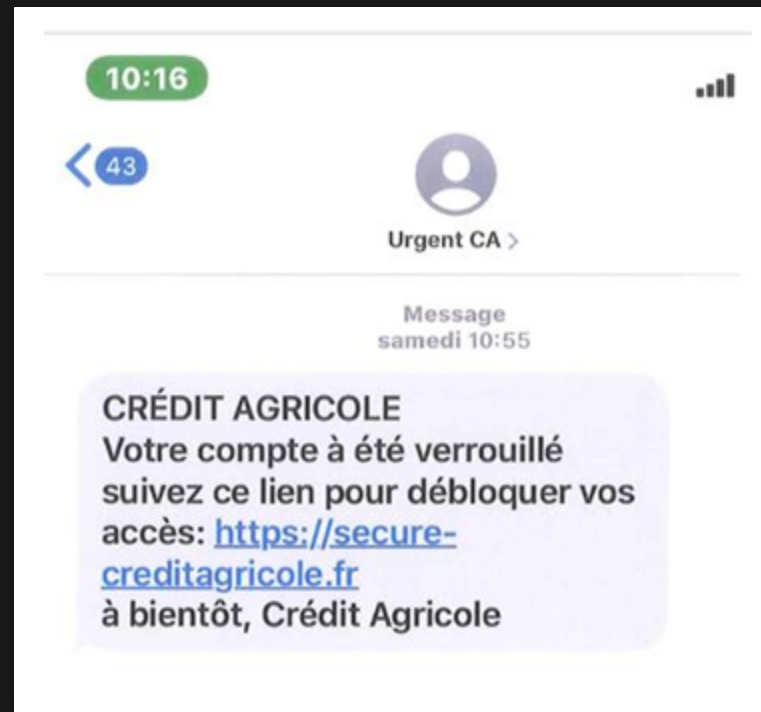 10:16
43
Urgent CA >
Message
samedi 10:55
CRÉDIT AGRICOLE
Votre compte à été verrouillé
suivez ce lien pour débloquer vos
accès: https://secure-
creditagricole.fr
à bientôt, Crédit Agricole